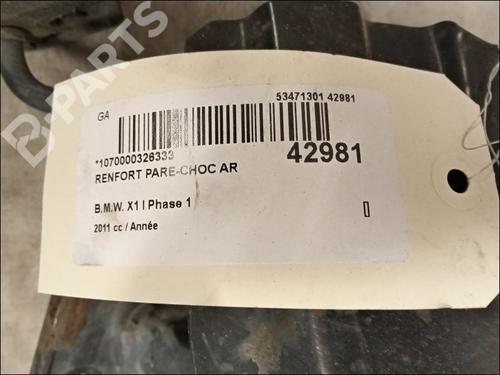 B-PARTS
GA
53471301 42981
*1070000326333
42981
RENFORT PARE-CHOC AR
B.M.W. X1 I Phase 1
2011 cc / Année